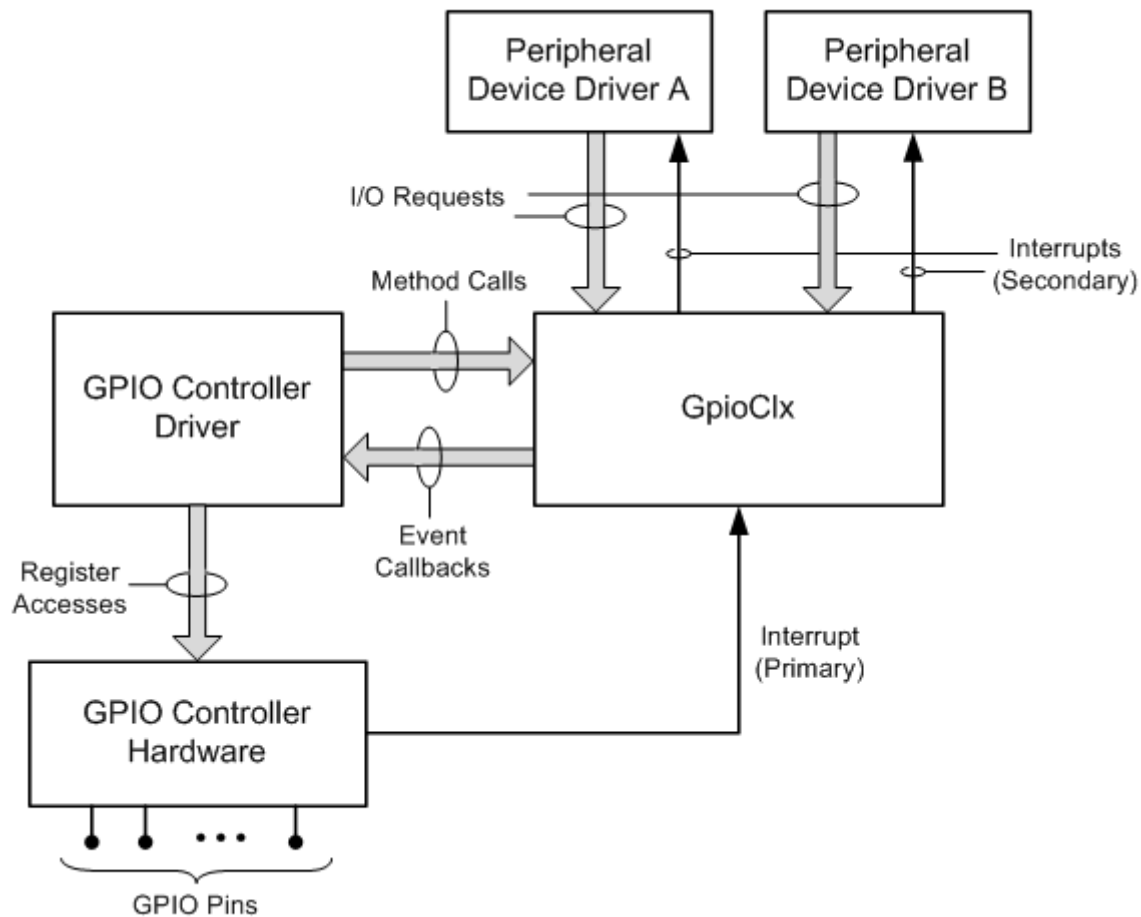 Peripheral
Device Driver A
Peripheral
Device Driver B
I/O Requests
Interrupts
(Secondary)
Method Calls
GPIO Controller
Driver
GpioClx
Event
Callbacks
Register
Accesses
Interrupt
(Primary)
GPIO Controller
Hardware
GPIO Pins